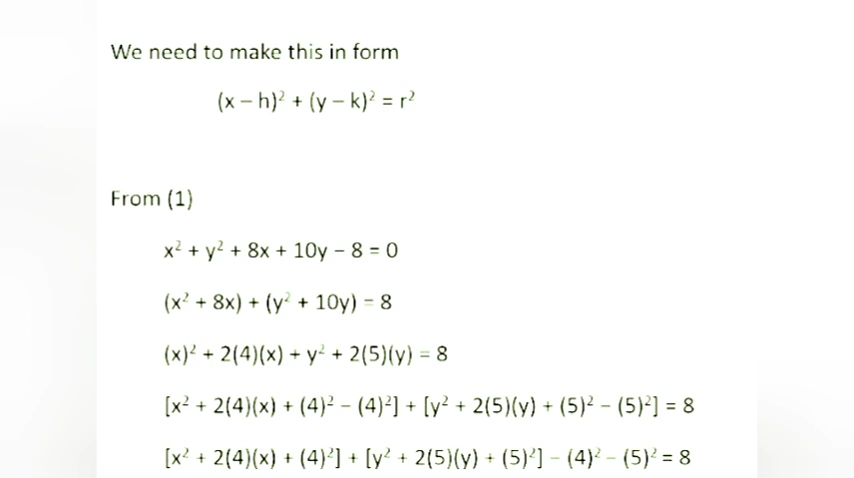 We need to make this in form
(x – h)² + (y – k)² = r²
From (1)
x² + y² + 8x + 10y – 8 = 0
(x² + 8x) + (y² + 10y) = 8
(x)² + 2(4)(x) + y² + 2(5)(y) = 8
[x² + 2(4)(x) + (4)² – (4)²] + [y² + 2(5)(y) + (5)² – (5)²] = 8
[x² + 2(4)(x) + (4)²] + [y² + 2(5)(y) + (5)²] – (4)² – (5)² = 8